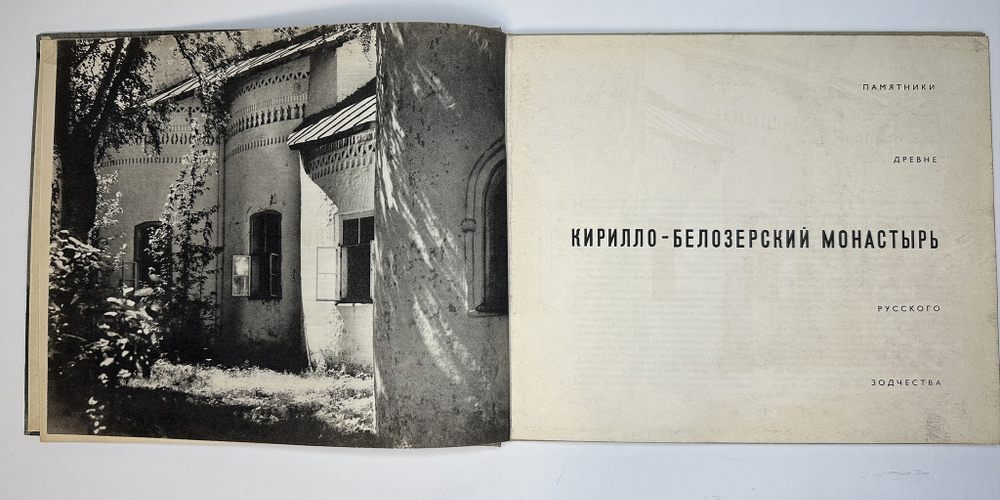 ПАМЯТНИКИ
ДРЕВНЕ
КИРИЛЛО-БЕЛОЗЕРСКИЙ МОНАСТЫРЬ
РУССКОГО
ЗОДЧЕСТВА